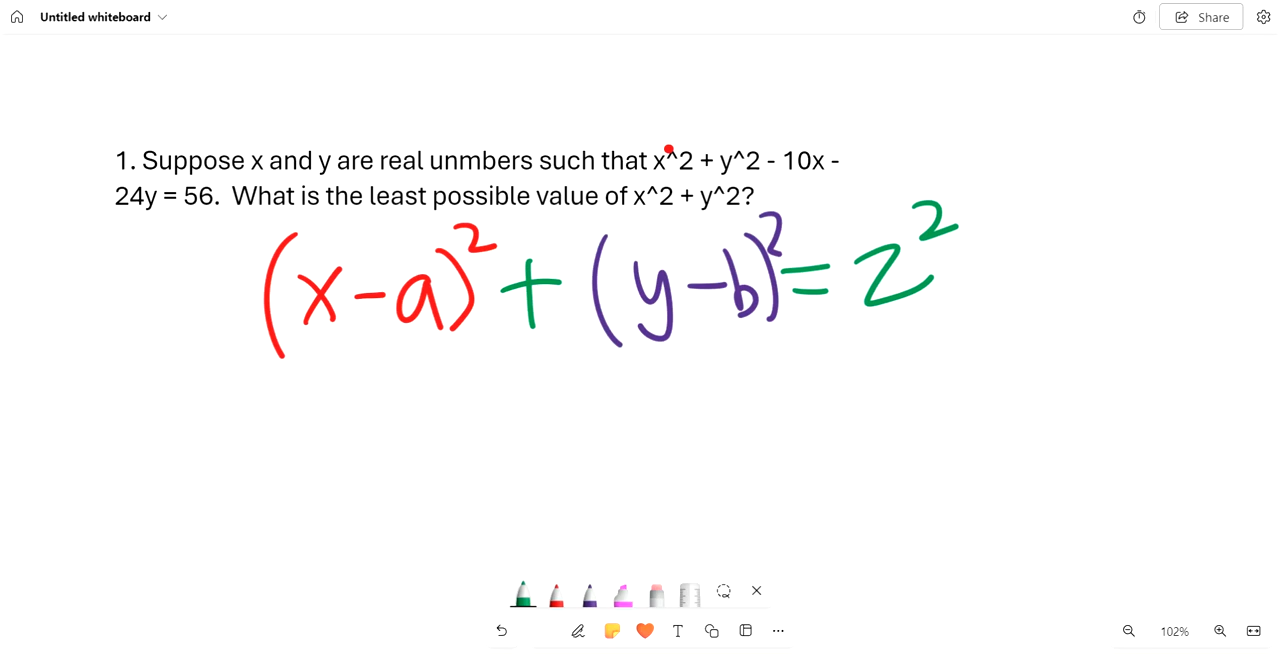 Untitled whiteboard
Share
1. Suppose x and y are real unmbers such that x^2 + y^2 - 10x -
24y = 56.  What is the least possible value of x^2 + y^2?
(x-a)² + (y-b)² = z²
T
102%